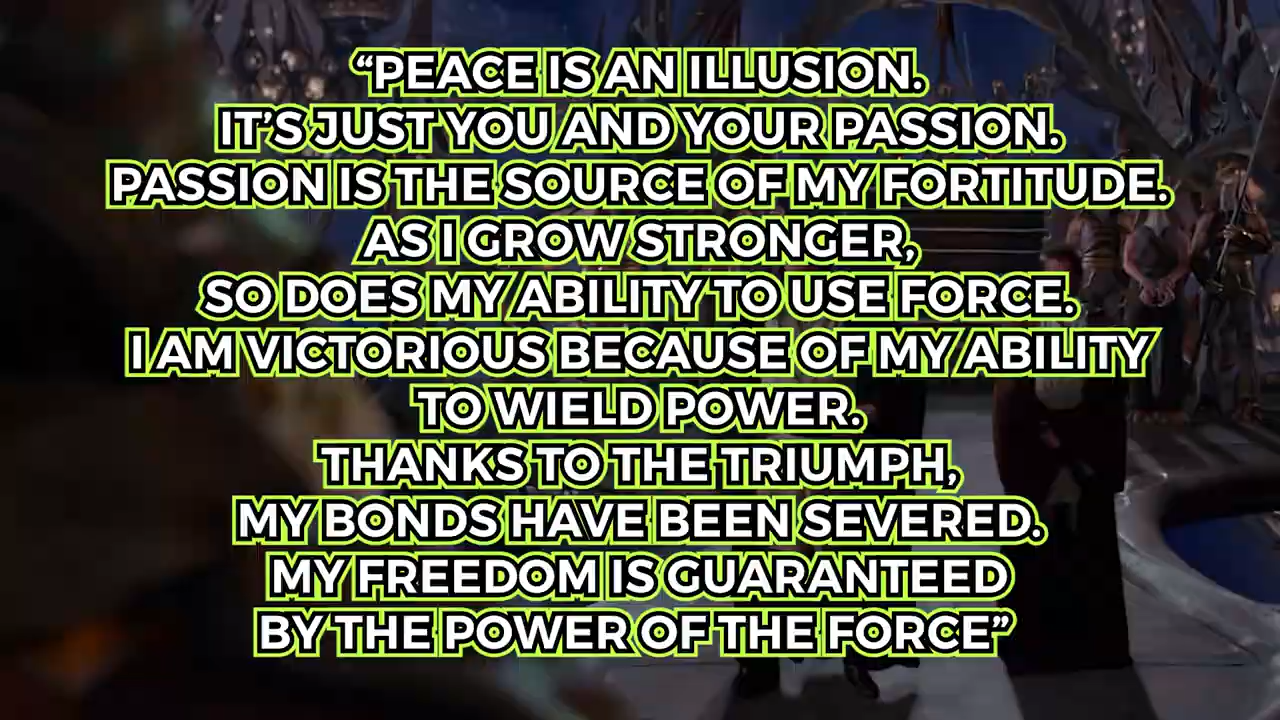 “PEACE IS AN ILLUSION.
IT’S JUST YOU AND YOUR PASSION.
PASSION IS THE SOURCE OF MY FORTITUDE.
AS I GROW STRONGER,
SO DOES MY ABILITY TO USE FORCE.
I AM VICTORIOUS BECAUSE OF MY ABILITY
TO WIELD POWER.
THANKS TO THE TRIUMPH,
MY BONDS HAVE BEEN SEVERED.
MY FREEDOM IS GUARANTEED
BY THE POWER OF THE FORCE”